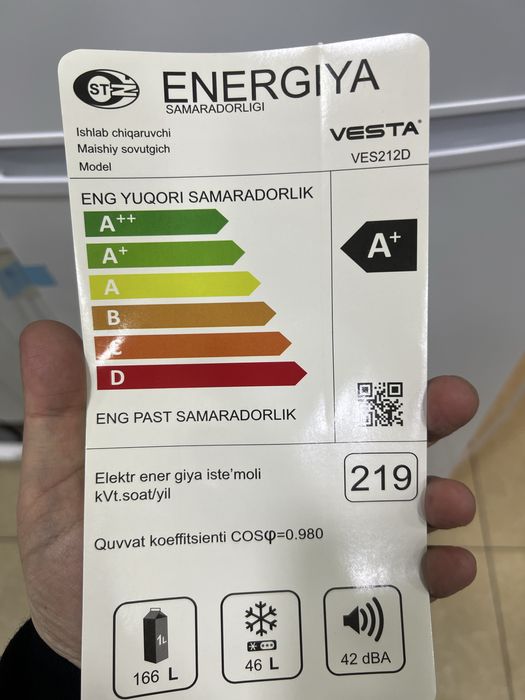 ST
ENERGIYA
SAMARADORLIGI
Ishlab chiqaruvchi
Maishiy sovutgich
Model
VESTA®
VES212D
ENG YUQORI SAMARADORLIK
A++
A+
A
B
C
D
A+
ENG PAST SAMARADORLIK
Elektr ener giya iste'moli
kVt.soat/yil
219
Quvvat koeffitsienti COSφ=0.980
1L
166 L
46 L
42 dBA